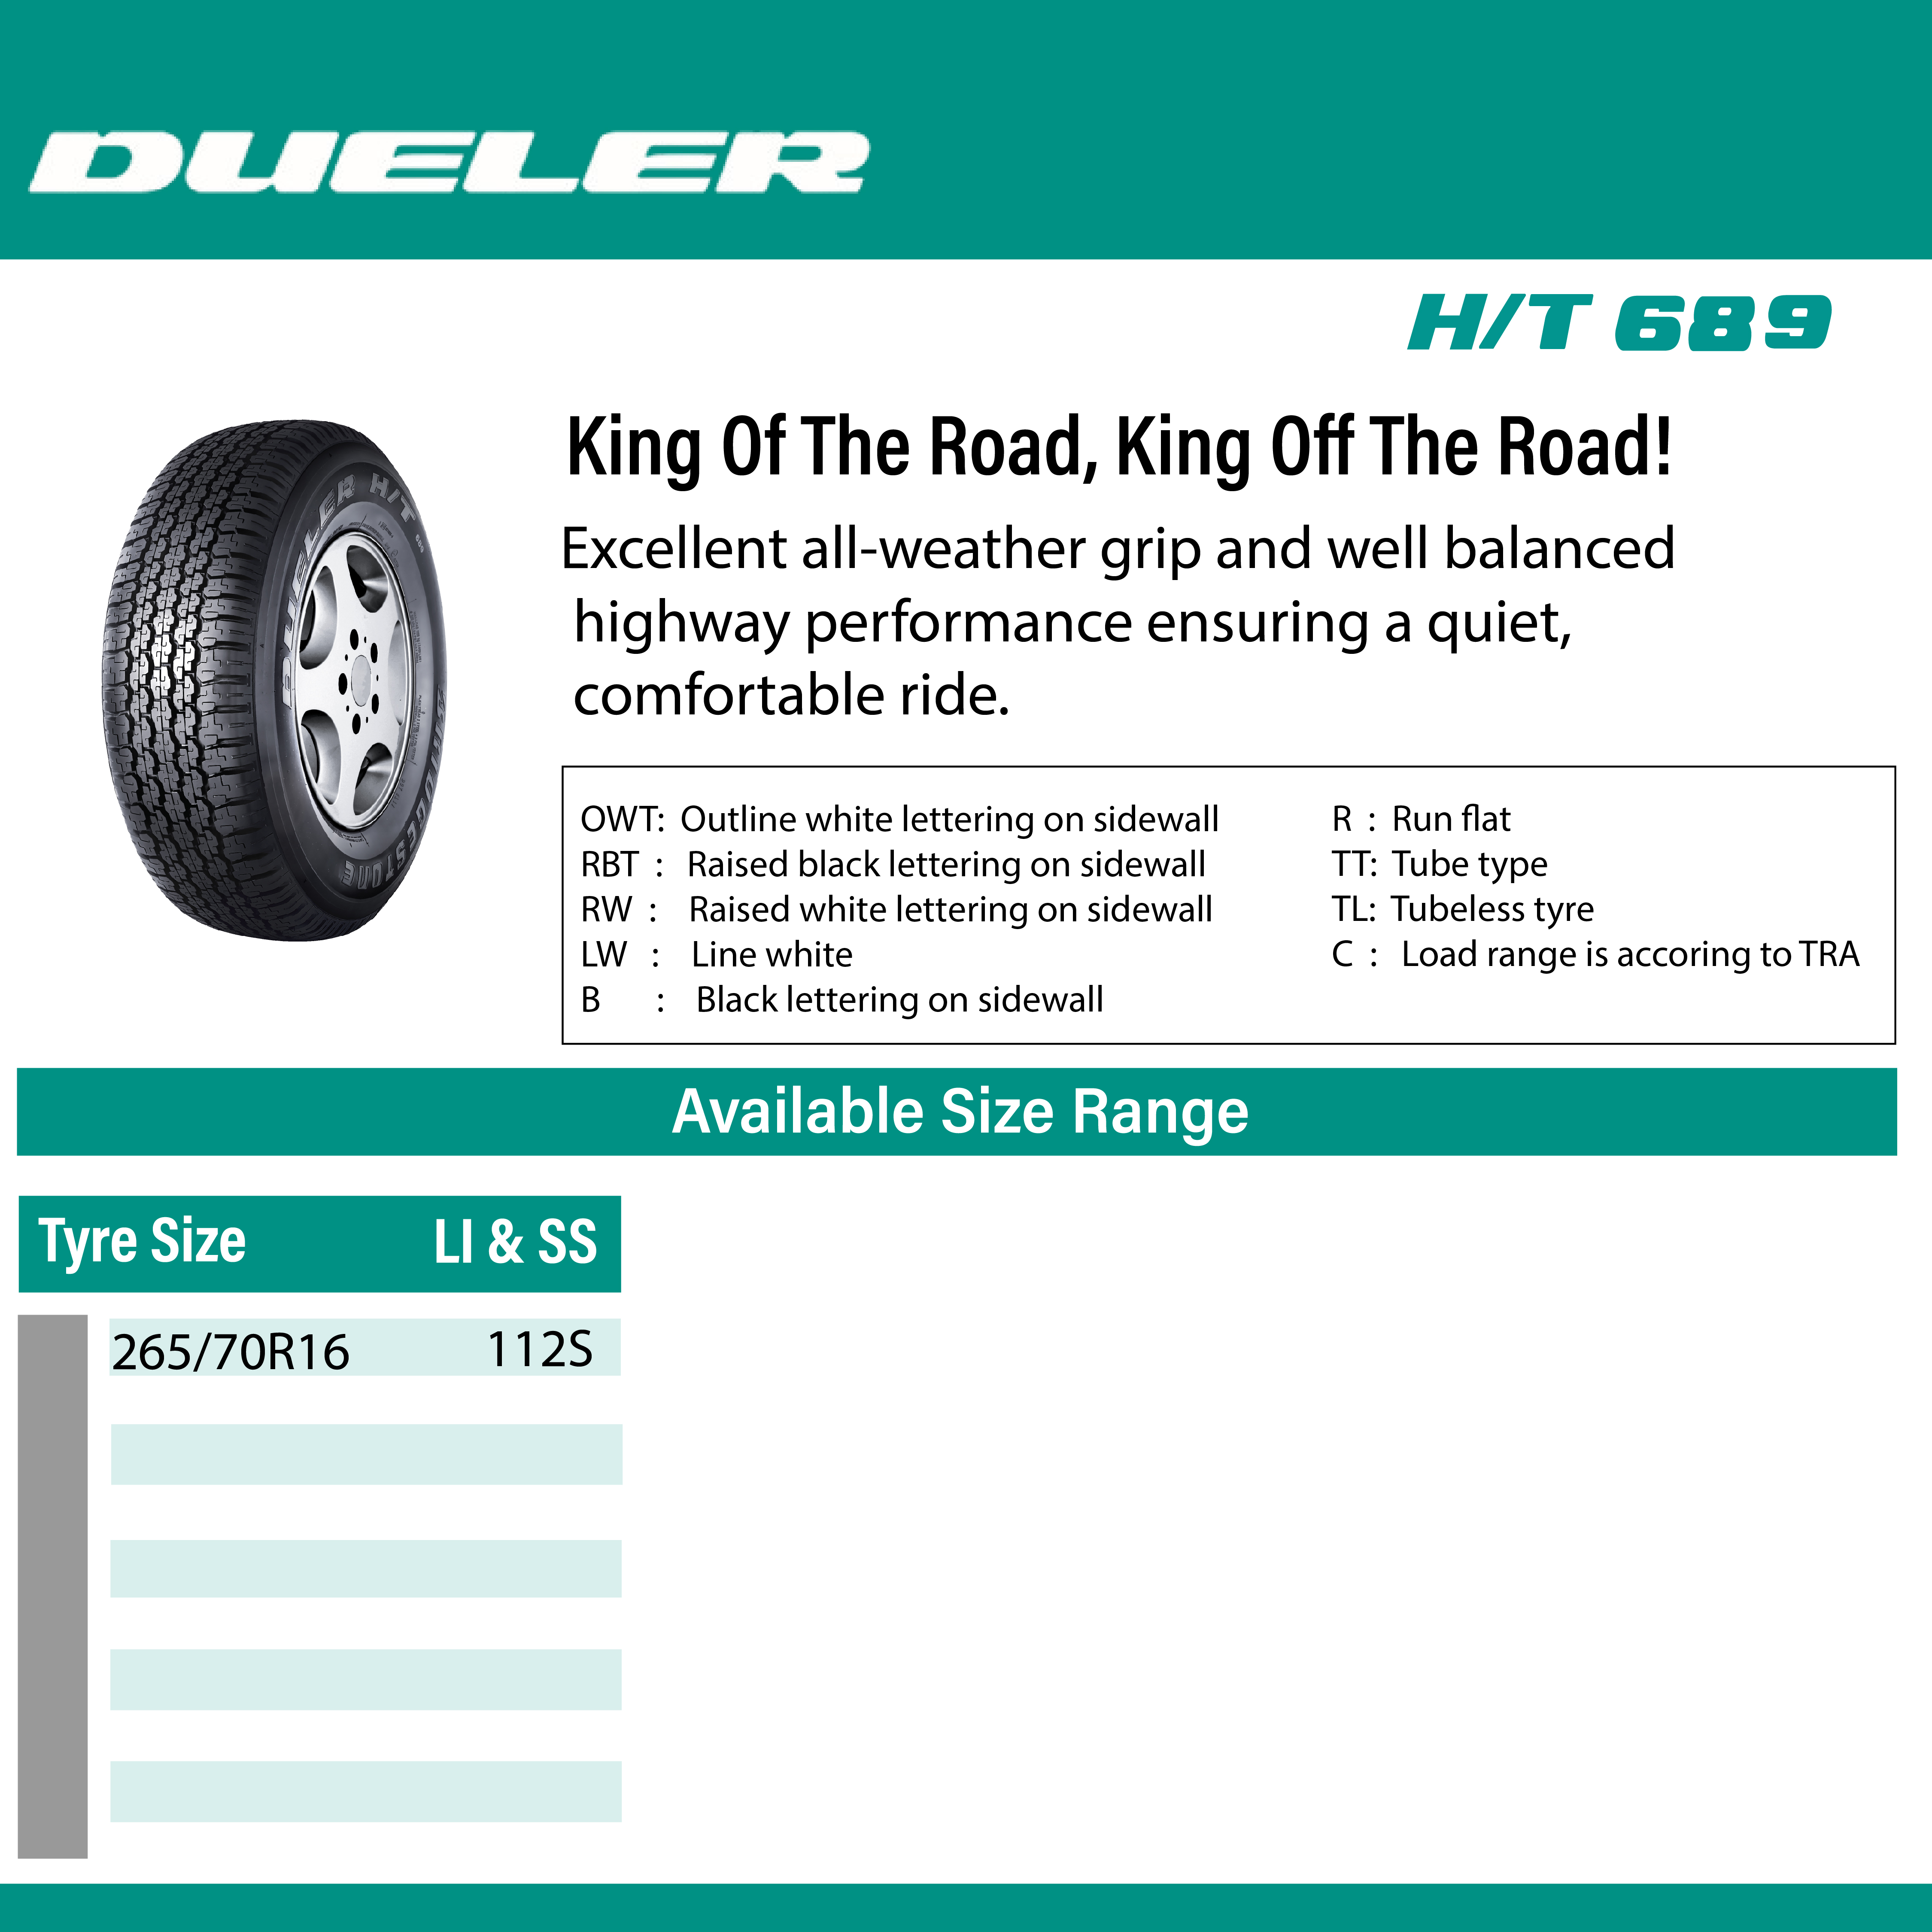 DUELER
H/T 689
King Of The Road, King Off The Road!
Excellent all-weather grip and well balanced
highway performance ensuring a quiet,
comfortable ride.
DUELER H/T
689
BRIDGESTONE
OWT: Outline white lettering on sidewall
RBT : Raised black lettering on sidewall
RW : Raised white lettering on sidewall
LW : Line white
B : Black lettering on sidewall
R : Run flat
TT: Tube type
TL: Tubeless tyre
C : Load range is accoring to TRA
Available Size Range
Tyre Size LI & SS
265/70R16 112S